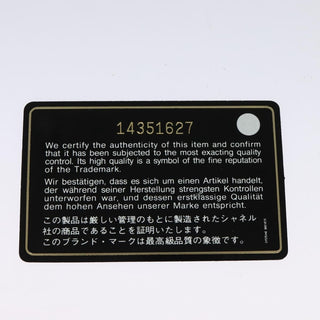 14351627
We certify the authenticity of this item and confirm
that it has been subjected to the most exacting quality
control. Its high quality is a symbol of the fine reputation
of the Trademark.
Wir bestätigen, dass es sich um einen Artikel handelt,
der während seiner Herstellung strengsten Kontrollen
unterworfen war, und dessen erstklassige Qualität
dem hohen Ansehen unserer Marke entspricht.
この製品は厳しい管理のもとに製造されたシャネル
社の商品であることを証明いたします。
このブランド・マークは最高級品質の象徴です。